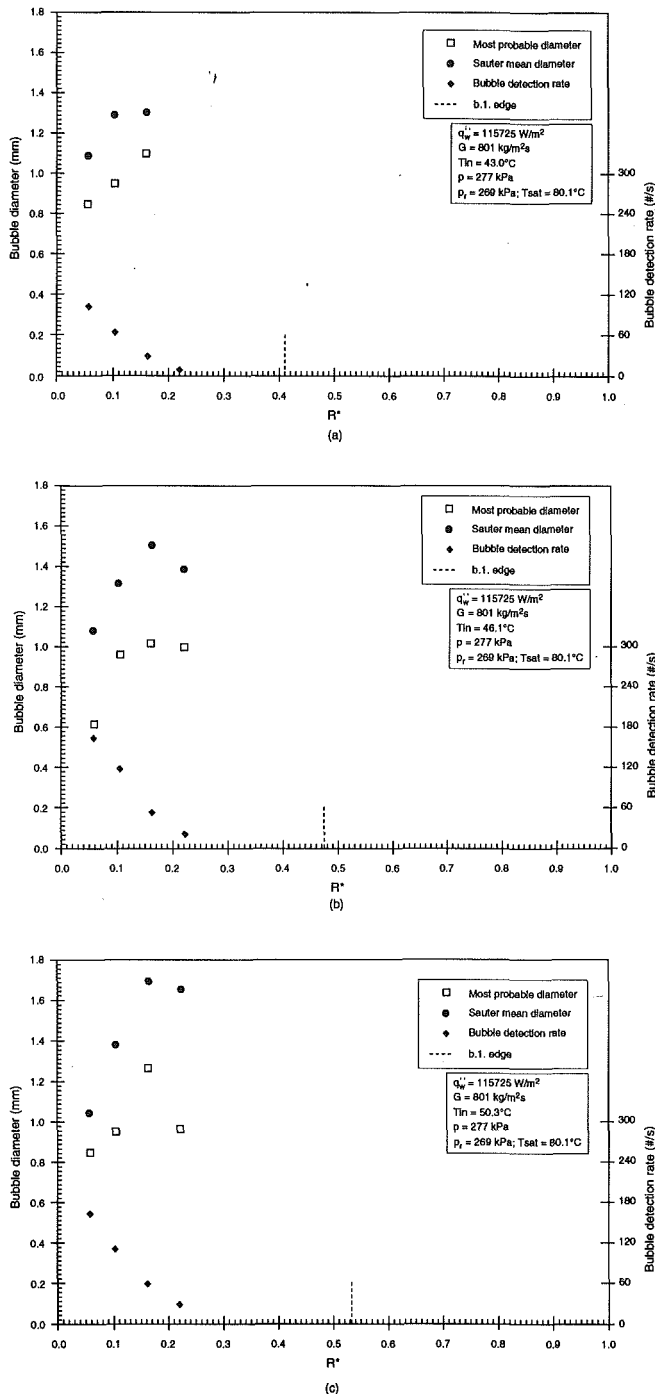 1.8
1.6
1.4
1.2
1.0
0.8
0.6
0.4
0.2
0.0
Bubble diameter (mm)
Most probable diameter
Sauter mean diameter
Bubble detection rate
b.1. edge
q̈w = 115725 W/m²
G = 801 kg/m²s
Tin = 43.0°C
p = 277 kPa
pr = 269 kPa; Tsat = 80.1°C
300
240
180
120
60
0
Bubble detection rate (#/s)
0.0 0.1 0.2 0.3 0.4 0.5 0.6 0.7 0.8 0.9 1.0
R*
(a)
1.8
1.6
1.4
1.2
1.0
0.8
0.6
0.4
0.2
0.0
Bubble diameter (mm)
Most probable diameter
Sauter mean diameter
Bubble detection rate
b.1. edge
q̈w = 115725 W/m²
G = 801 kg/m²s
Tin = 46.1°C
p = 277 kPa
pr = 269 kPa; Tsat = 80.1°C
300
240
180
120
60
0
Bubble detection rate (#/s)
0.0 0.1 0.2 0.3 0.4 0.5 0.6 0.7 0.8 0.9 1.0
R*
(b)
1.8
1.6
1.4
1.2
1.0
0.8
0.6
0.4
0.2
0.0
Bubble diameter (mm)
Most probable diameter
Sauter mean diameter
Bubble detection rate
b.1. edge
q̈w = 115725 W/m²
G = 801 kg/m²s
Tin = 50.3°C
p = 277 kPa
pr = 269 kPa; Tsat = 80.1°C
300
240
180
120
60
0
Bubble detection rate (#/s)
0.0 0.1 0.2 0.3 0.4 0.5 0.6 0.7 0.8 0.9 1.0
R*
(c)